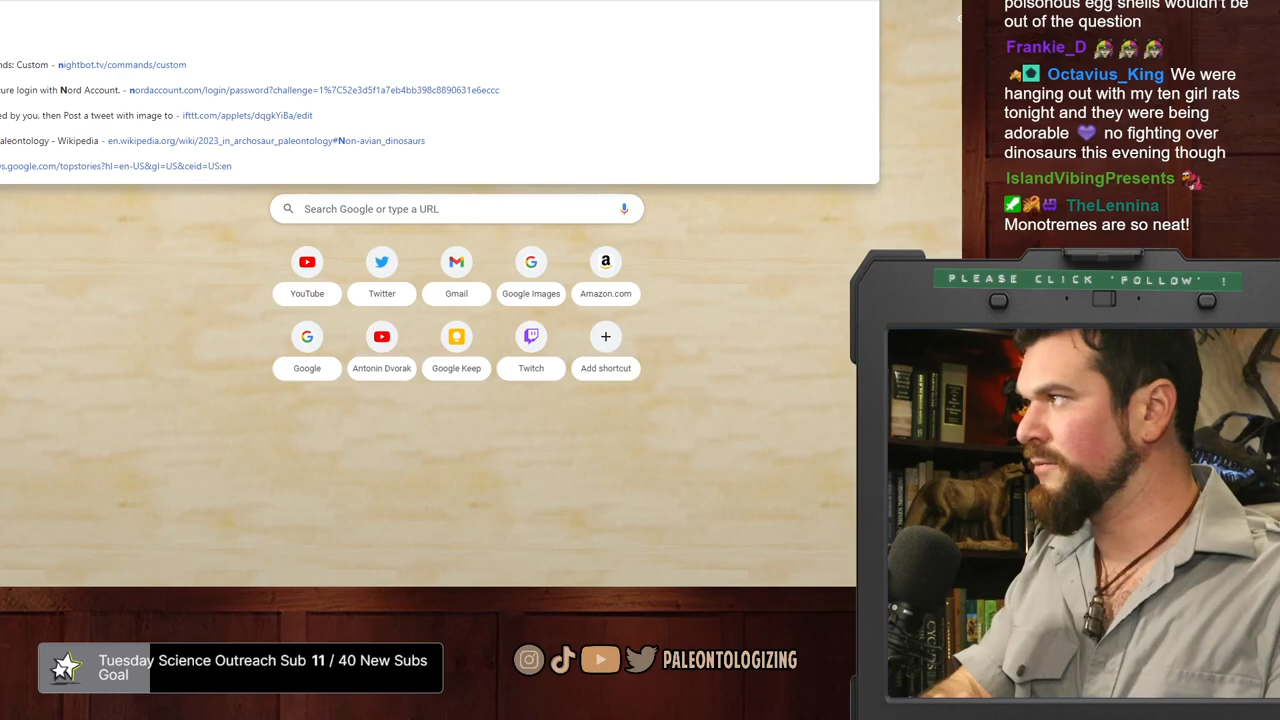 nds: Custom - nightbot.tv/commands/custom
ure login with Nord Account. - nordaccount.com/login/password?challenge=1%7C52e3d5f1a7eb4bb398c8890631e6eccc
ed by you, then Post a tweet with image to - ifttt.com/applets/dqgkYiBa/edit
aleontology - Wikipedia - en.wikipedia.org/wiki/2023_in_archosaur_paleontology#Non-avian_dinosaurs
s.google.com/topstories?hl=en-US&gl=US&ceid=US:en
Search Google or type a URL
YouTube
Twitter
Gmail
Google Images
Amazon.com
Google
Antonin Dvorak
Google Keep
Twitch
Add shortcut
poisonous egg shells wouldn't be
out of the question
Frankie_D
Octavius_King We were
hanging out with my ten girl rats
tonight and they were being
adorable no fighting over
dinosaurs this evening though
IslandVibingPresents
TheLennina
Monotremes are so neat!
PLEASE CLICK "FOLLOW" !
Tuesday Science Outreach Sub 11 / 40 New Subs
Goal
PALEONTOLOGIZING